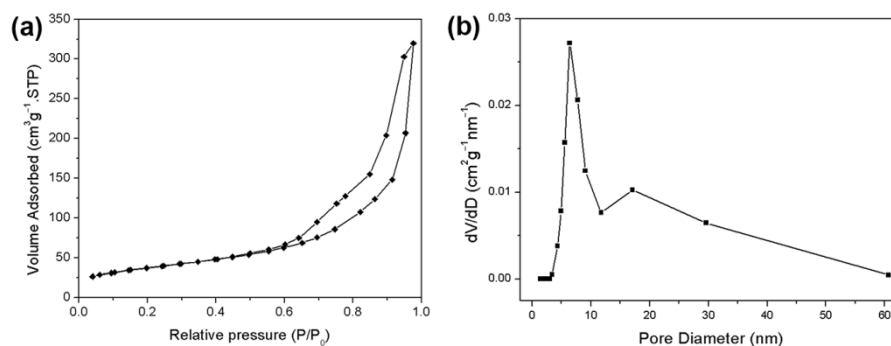 (a)
350
300
250
200
150
100
50
0
Volume Adsorbed (cm³g⁻¹.STP)
0.0 0.2 0.4 0.6 0.8 1.0
Relative pressure (P/P₀)
(b)
0.03
0.02
0.01
0.00
dV/dD (cm²g⁻¹nm⁻¹)
0 10 20 30 40 50 60
Pore Diameter (nm)